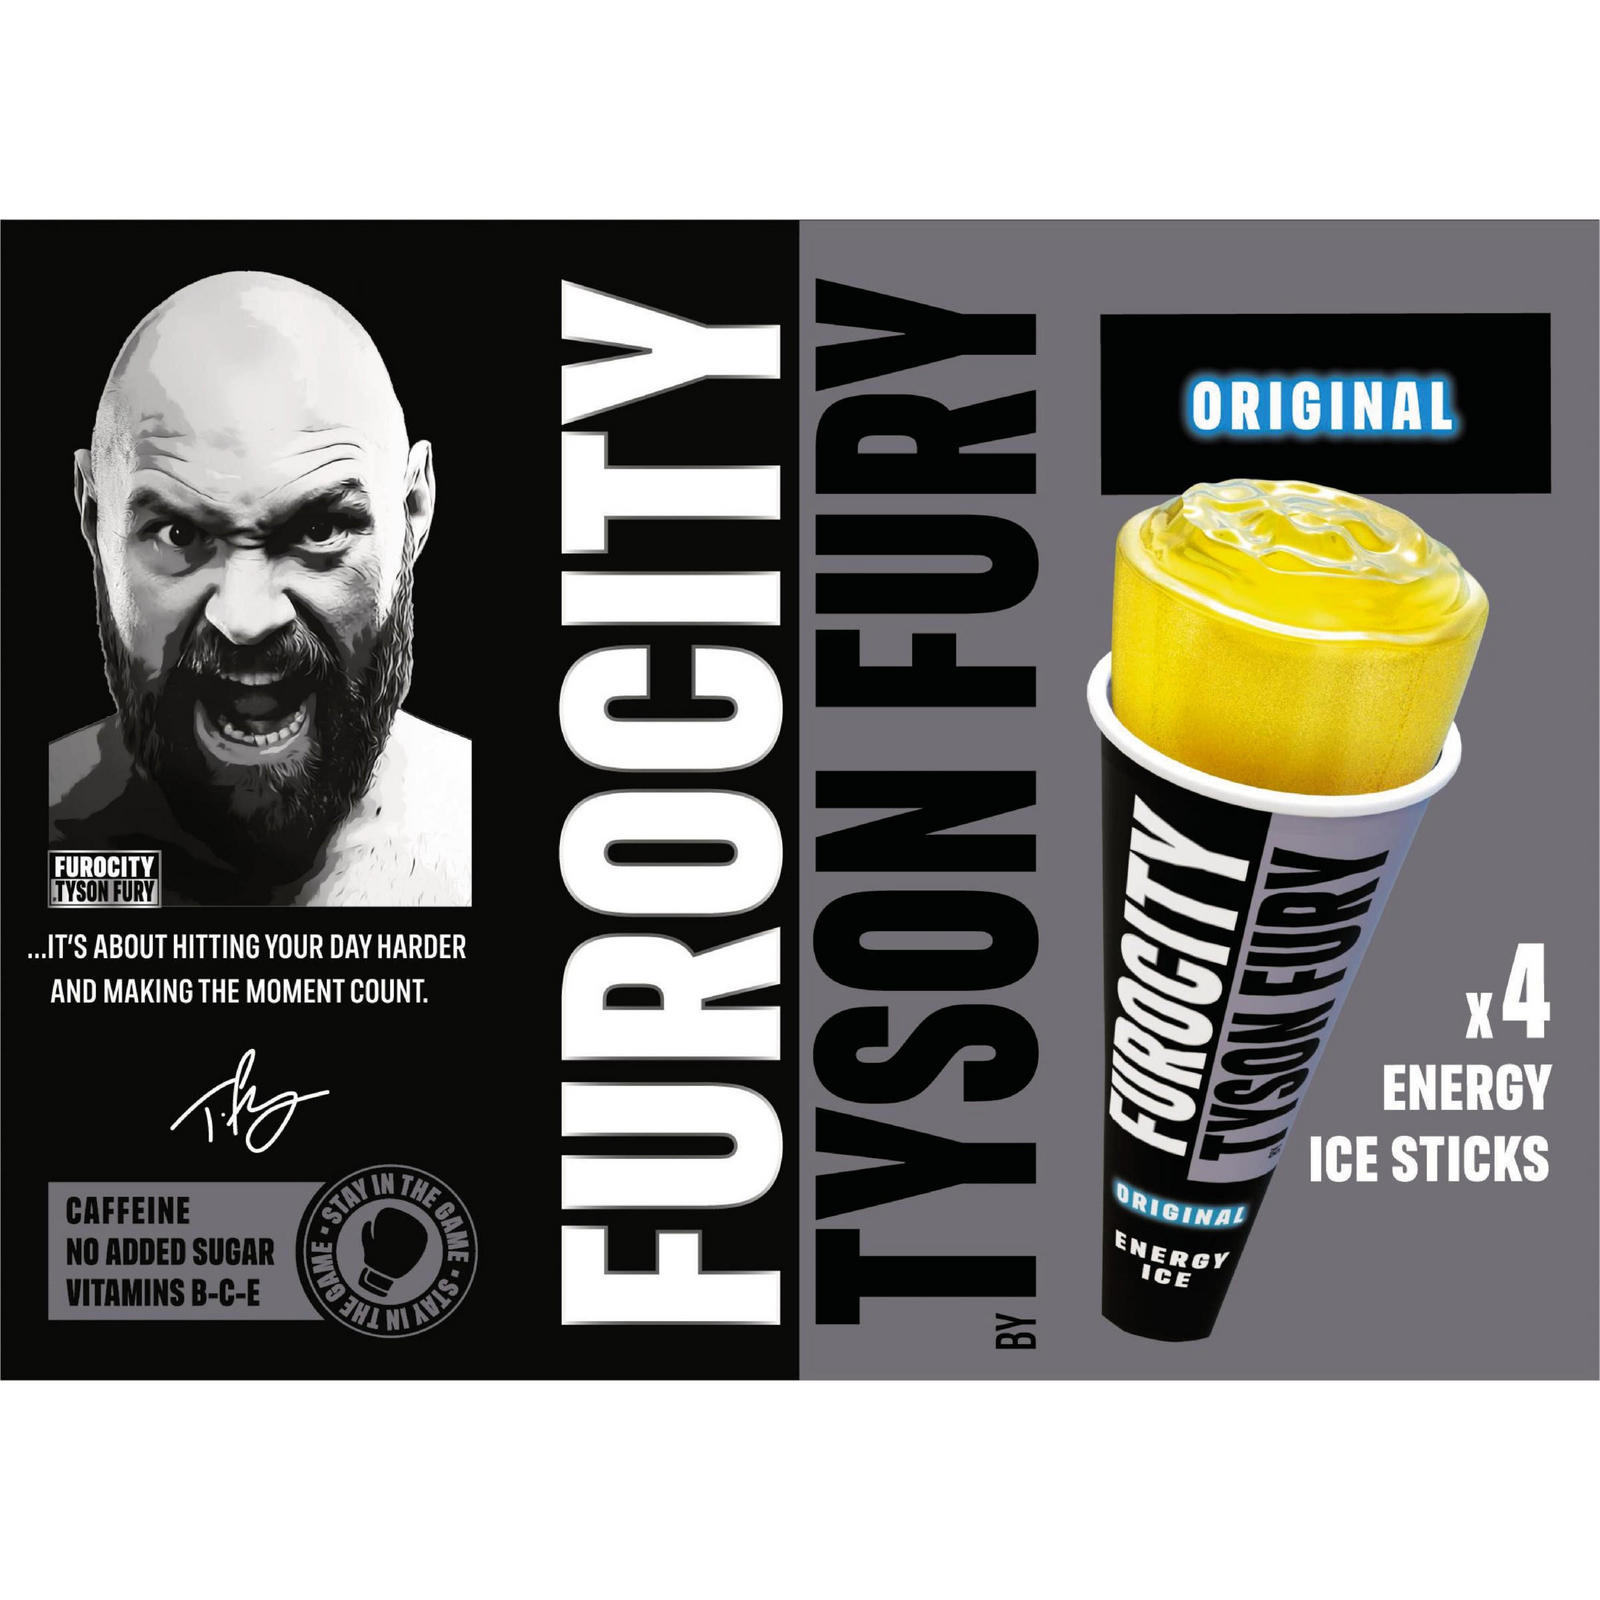 FUROCITY
TYSON FURY
...IT'S ABOUT HITTING YOUR DAY HARDER
AND MAKING THE MOMENT COUNT.
T.Fury
CAFFEINE
NO ADDED SUGAR
VITAMINS B-C-E
STAY IN THE GAME • STAY IN THE GAME •
FUROCITY
BY TYSON FURY
ORIGINAL
FUROCITY
TYSON FURY
ORIGINAL
ENERGY
ICE
x4
ENERGY
ICE STICKS